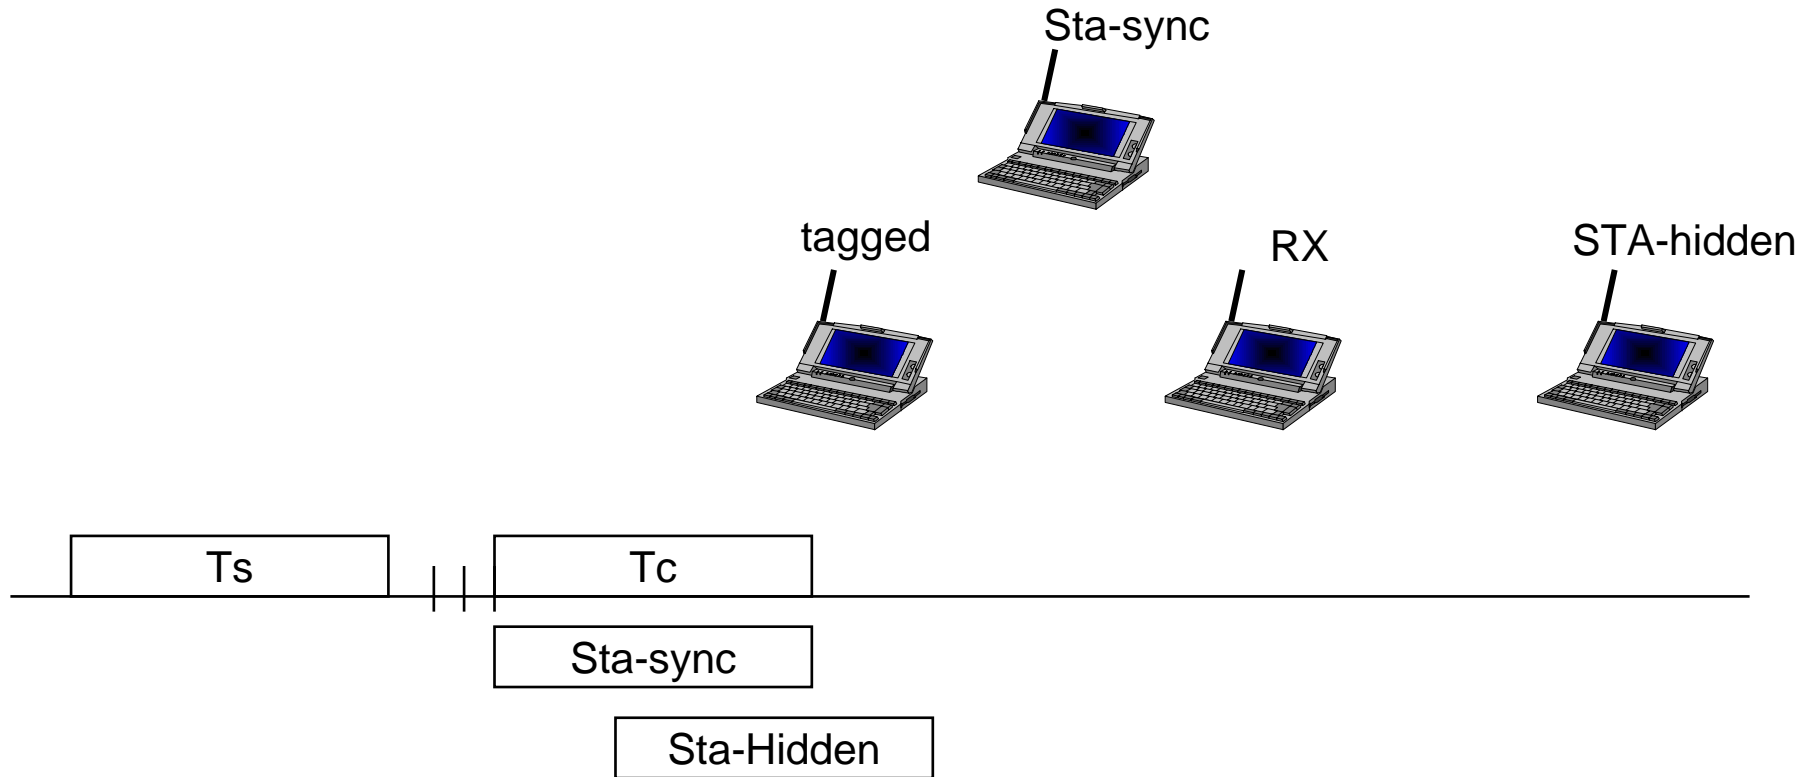 Sta-sync
tagged
RX
STA-hidden
Ts
Tc
Sta-sync
Sta-Hidden